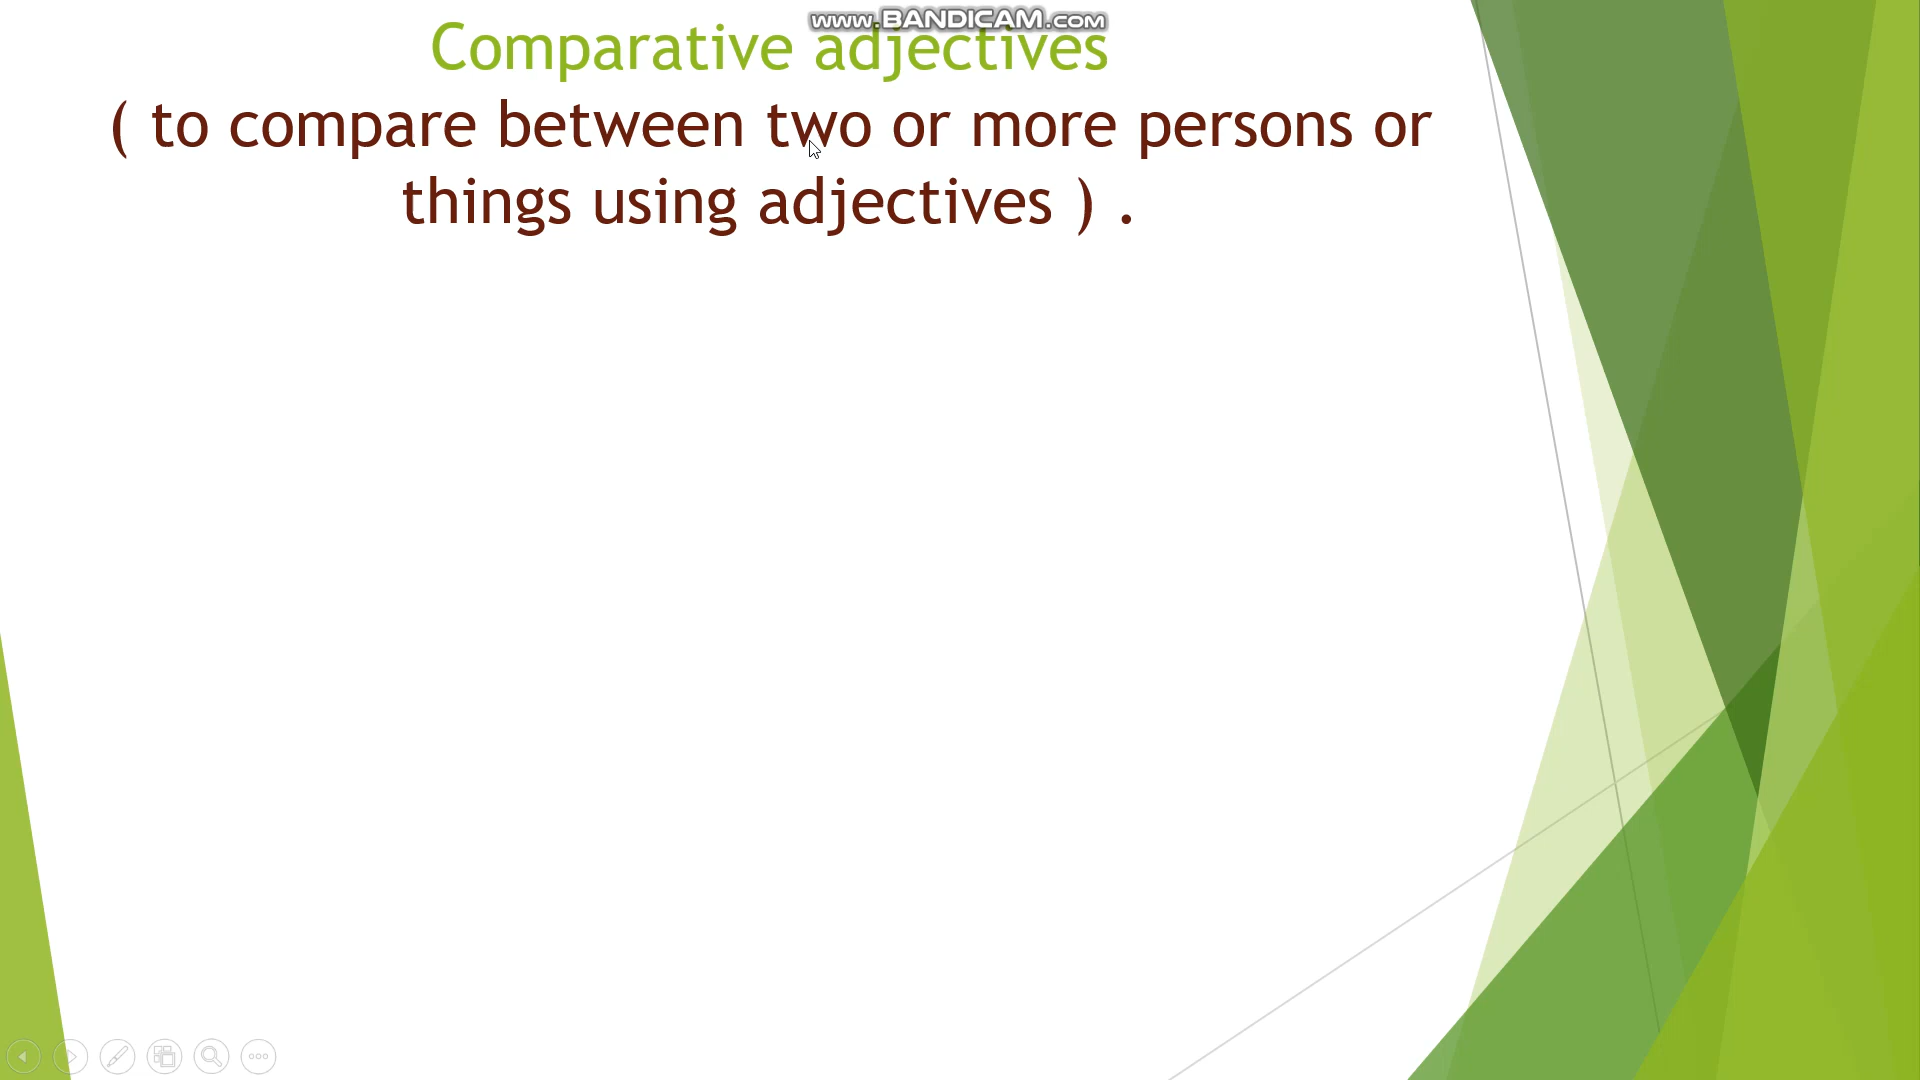 www.BANDICAM.com
Comparative adjectives
( to compare between two or more persons or
things using adjectives ) .